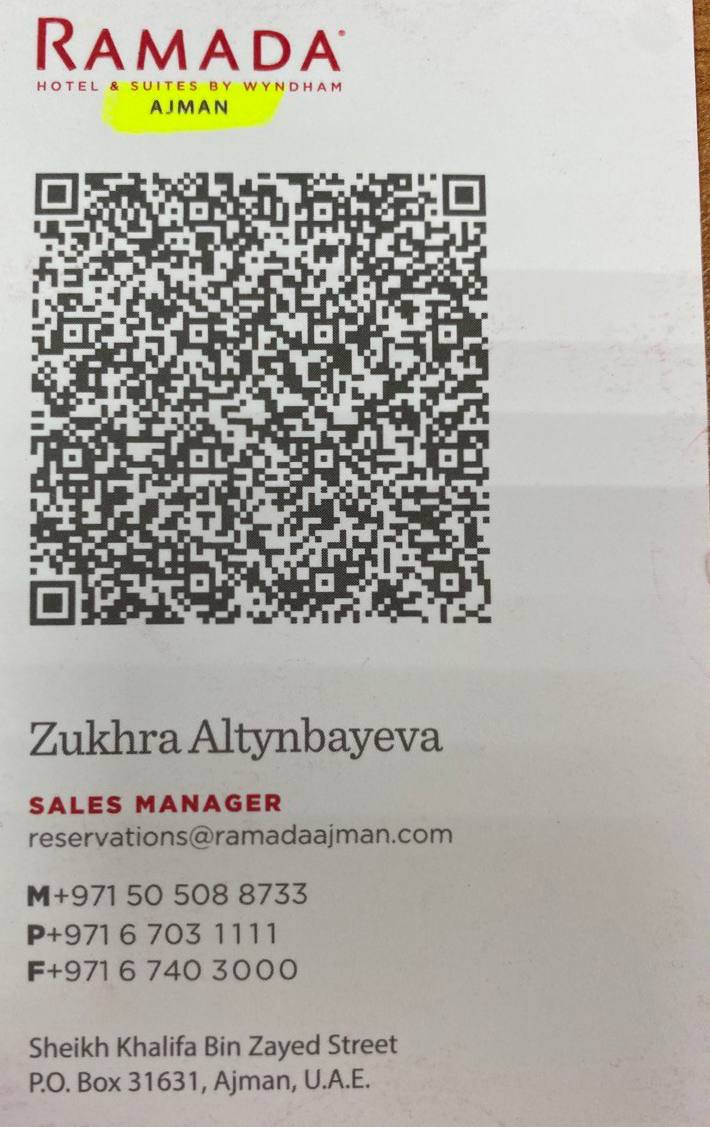 RAMADA
HOTEL & SUITES BY WYNDHAM
AJMAN
Zukhra Altynbayeva
SALES MANAGER
reservations@ramadaajman.com
M+971 50 508 8733
P+971 6 703 1111
F+971 6 740 3000
Sheikh Khalifa Bin Zayed Street
P.O. Box 31631, Ajman, U.A.E.